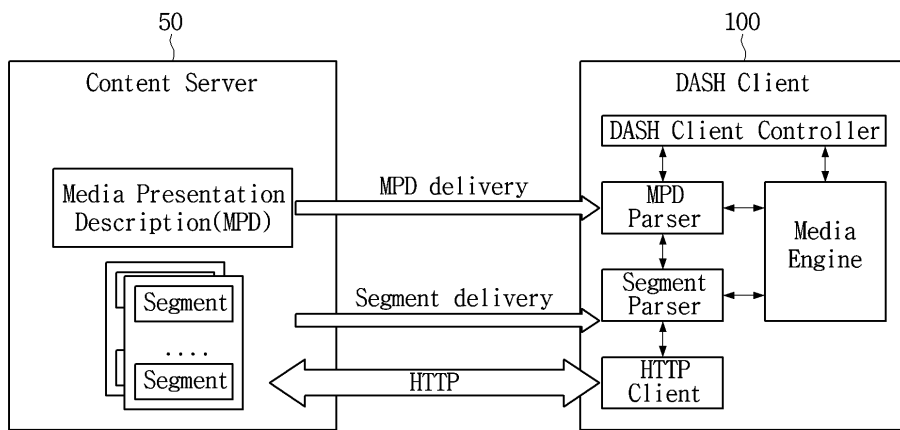 50
100
Content Server
DASH Client
DASH Client Controller
MPD delivery
Media Presentation
Description(MPD)
MPD
Parser
Media
Engine
Segment delivery
Segment
Parser
Segment
....
Segment
HTTP
HTTP
Client